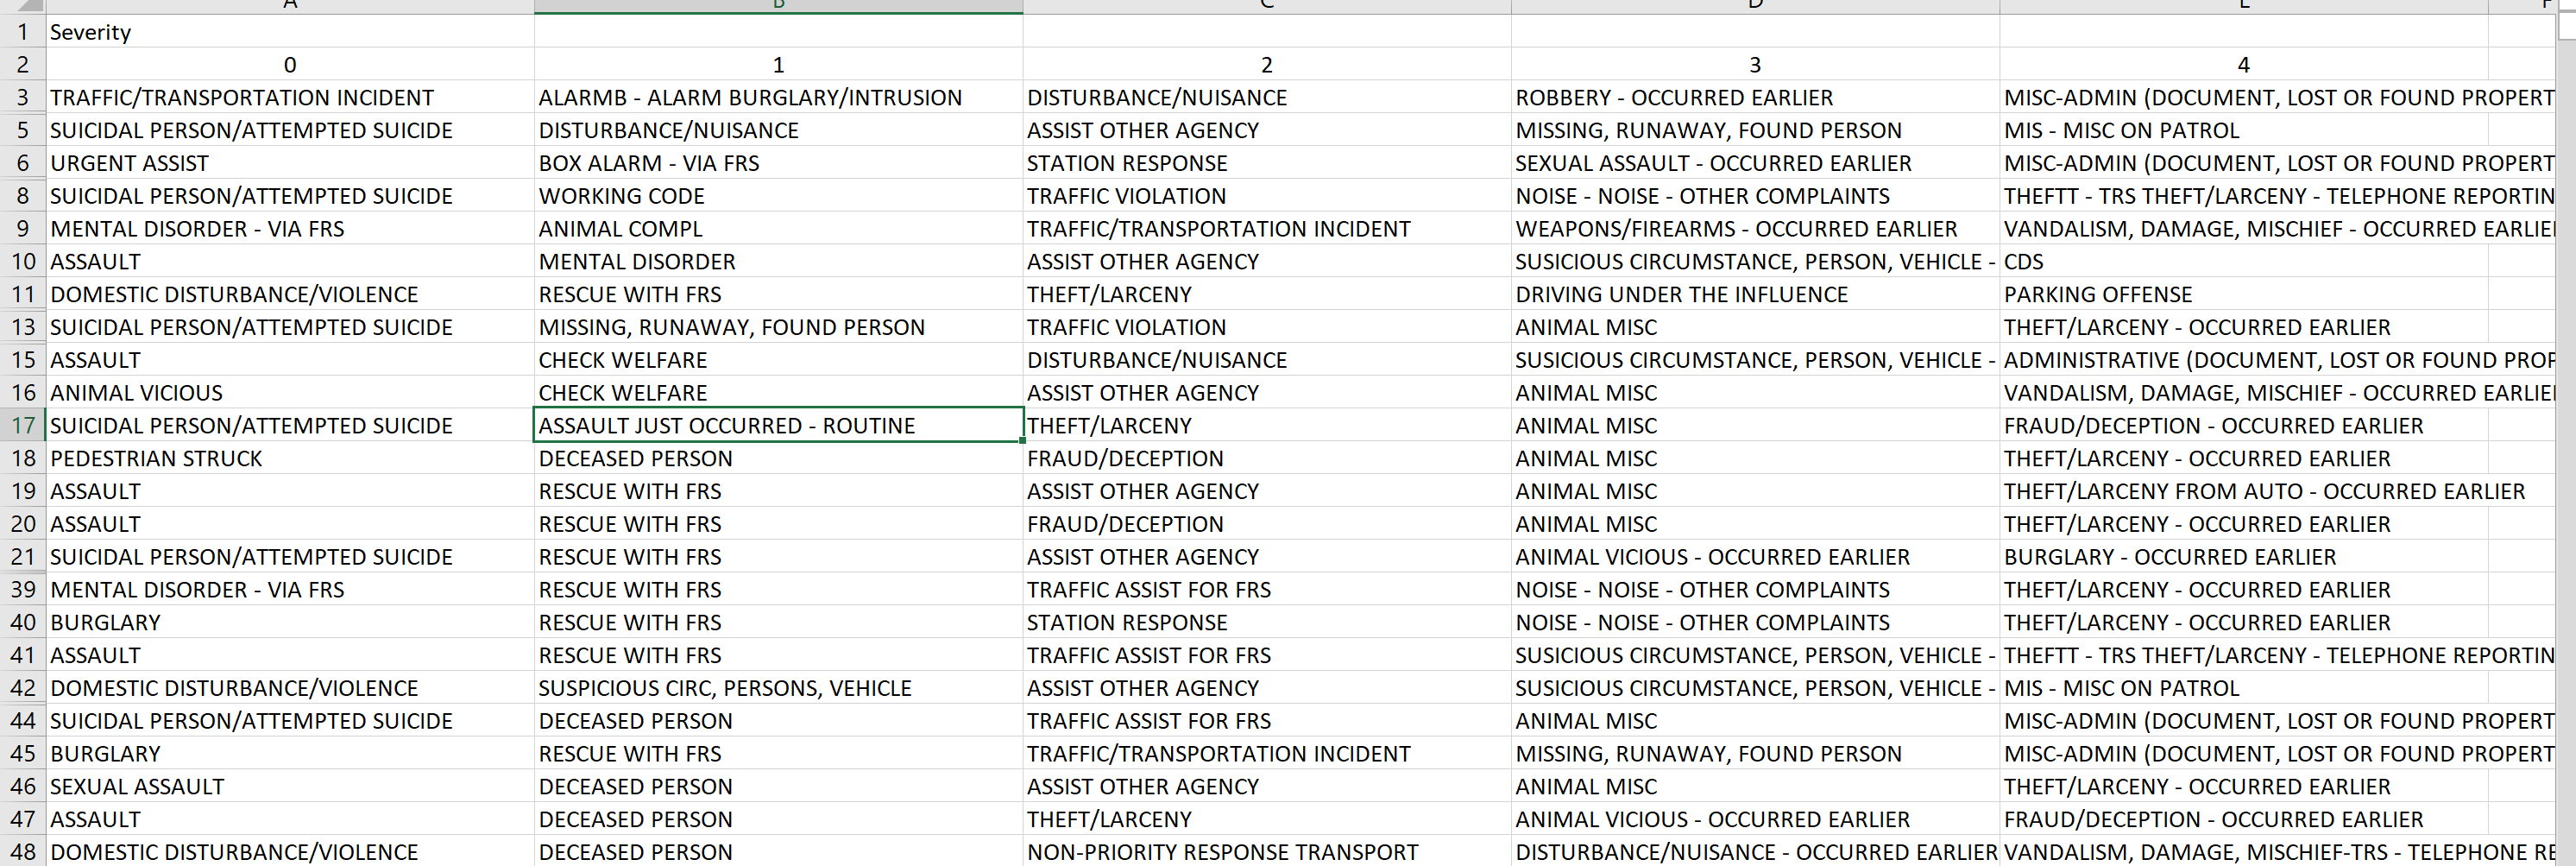 A B C D E F
1 Severity
2 0 1 2 3 4
3 TRAFFIC/TRANSPORTATION INCIDENT ALARMB - ALARM BURGLARY/INTRUSION DISTURBANCE/NUISANCE ROBBERY - OCCURRED EARLIER MISC-ADMIN (DOCUMENT, LOST OR FOUND PROPERT
5 SUICIDAL PERSON/ATTEMPTED SUICIDE DISTURBANCE/NUISANCE ASSIST OTHER AGENCY MISSING, RUNAWAY, FOUND PERSON MIS - MISC ON PATROL
6 URGENT ASSIST BOX ALARM - VIA FRS STATION RESPONSE SEXUAL ASSAULT - OCCURRED EARLIER MISC-ADMIN (DOCUMENT, LOST OR FOUND PROPERT
8 SUICIDAL PERSON/ATTEMPTED SUICIDE WORKING CODE TRAFFIC VIOLATION NOISE - NOISE - OTHER COMPLAINTS THEFTT - TRS THEFT/LARCENY - TELEPHONE REPORTIN
9 MENTAL DISORDER - VIA FRS ANIMAL COMPL TRAFFIC/TRANSPORTATION INCIDENT WEAPONS/FIREARMS - OCCURRED EARLIER VANDALISM, DAMAGE, MISCHIEF - OCCURRED EARLIE
10 ASSAULT MENTAL DISORDER ASSIST OTHER AGENCY SUSICIOUS CIRCUMSTANCE, PERSON, VEHICLE - CDS
11 DOMESTIC DISTURBANCE/VIOLENCE RESCUE WITH FRS THEFT/LARCENY DRIVING UNDER THE INFLUENCE PARKING OFFENSE
13 SUICIDAL PERSON/ATTEMPTED SUICIDE MISSING, RUNAWAY, FOUND PERSON TRAFFIC VIOLATION ANIMAL MISC THEFT/LARCENY - OCCURRED EARLIER
15 ASSAULT CHECK WELFARE DISTURBANCE/NUISANCE SUSICIOUS CIRCUMSTANCE, PERSON, VEHICLE - ADMINISTRATIVE (DOCUMENT, LOST OR FOUND PROP
16 ANIMAL VICIOUS CHECK WELFARE ASSIST OTHER AGENCY ANIMAL MISC VANDALISM, DAMAGE, MISCHIEF - OCCURRED EARLIE
17 SUICIDAL PERSON/ATTEMPTED SUICIDE ASSAULT JUST OCCURRED - ROUTINE THEFT/LARCENY ANIMAL MISC FRAUD/DECEPTION - OCCURRED EARLIER
18 PEDESTRIAN STRUCK DECEASED PERSON FRAUD/DECEPTION ANIMAL MISC THEFT/LARCENY - OCCURRED EARLIER
19 ASSAULT RESCUE WITH FRS ASSIST OTHER AGENCY ANIMAL MISC THEFT/LARCENY FROM AUTO - OCCURRED EARLIER
20 ASSAULT RESCUE WITH FRS FRAUD/DECEPTION ANIMAL MISC THEFT/LARCENY - OCCURRED EARLIER
21 SUICIDAL PERSON/ATTEMPTED SUICIDE RESCUE WITH FRS ASSIST OTHER AGENCY ANIMAL VICIOUS - OCCURRED EARLIER BURGLARY - OCCURRED EARLIER
39 MENTAL DISORDER - VIA FRS RESCUE WITH FRS TRAFFIC ASSIST FOR FRS NOISE - NOISE - OTHER COMPLAINTS THEFT/LARCENY - OCCURRED EARLIER
40 BURGLARY RESCUE WITH FRS STATION RESPONSE NOISE - NOISE - OTHER COMPLAINTS THEFT/LARCENY - OCCURRED EARLIER
41 ASSAULT RESCUE WITH FRS TRAFFIC ASSIST FOR FRS SUSICIOUS CIRCUMSTANCE, PERSON, VEHICLE - THEFTT - TRS THEFT/LARCENY - TELEPHONE REPORTIN
42 DOMESTIC DISTURBANCE/VIOLENCE SUSPICIOUS CIRC, PERSONS, VEHICLE ASSIST OTHER AGENCY SUSICIOUS CIRCUMSTANCE, PERSON, VEHICLE - MIS - MISC ON PATROL
44 SUICIDAL PERSON/ATTEMPTED SUICIDE DECEASED PERSON TRAFFIC ASSIST FOR FRS ANIMAL MISC MISC-ADMIN (DOCUMENT, LOST OR FOUND PROPERT
45 BURGLARY RESCUE WITH FRS TRAFFIC/TRANSPORTATION INCIDENT MISSING, RUNAWAY, FOUND PERSON MISC-ADMIN (DOCUMENT, LOST OR FOUND PROPERT
46 SEXUAL ASSAULT DECEASED PERSON ASSIST OTHER AGENCY ANIMAL MISC THEFT/LARCENY - OCCURRED EARLIER
47 ASSAULT DECEASED PERSON THEFT/LARCENY ANIMAL VICIOUS - OCCURRED EARLIER FRAUD/DECEPTION - OCCURRED EARLIER
48 DOMESTIC DISTURBANCE/VIOLENCE DECEASED PERSON NON-PRIORITY RESPONSE TRANSPORT DISTURBANCE/NUISANCE - OCCURRED EARLIER VANDALISM, DAMAGE, MISCHIEF-TRS - TELEPHONE RE